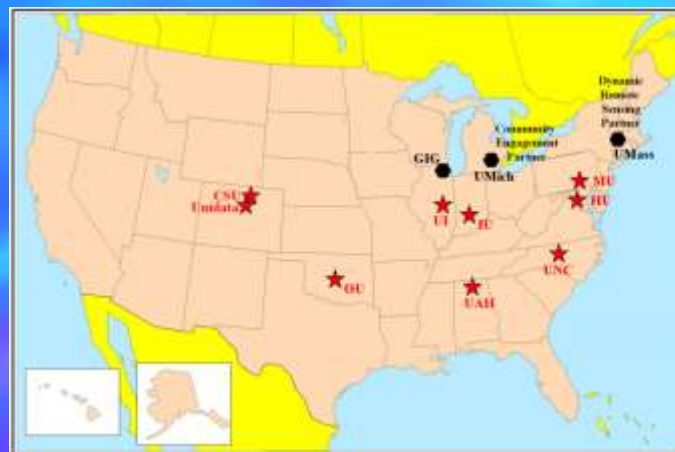 Dynamic
Remote
Sensing
Partner
UMass
Community
Engagement
Partner
UMich
GIG
MU
HU
CSU
Unidata
UI
IU
UNC
OU
UAH